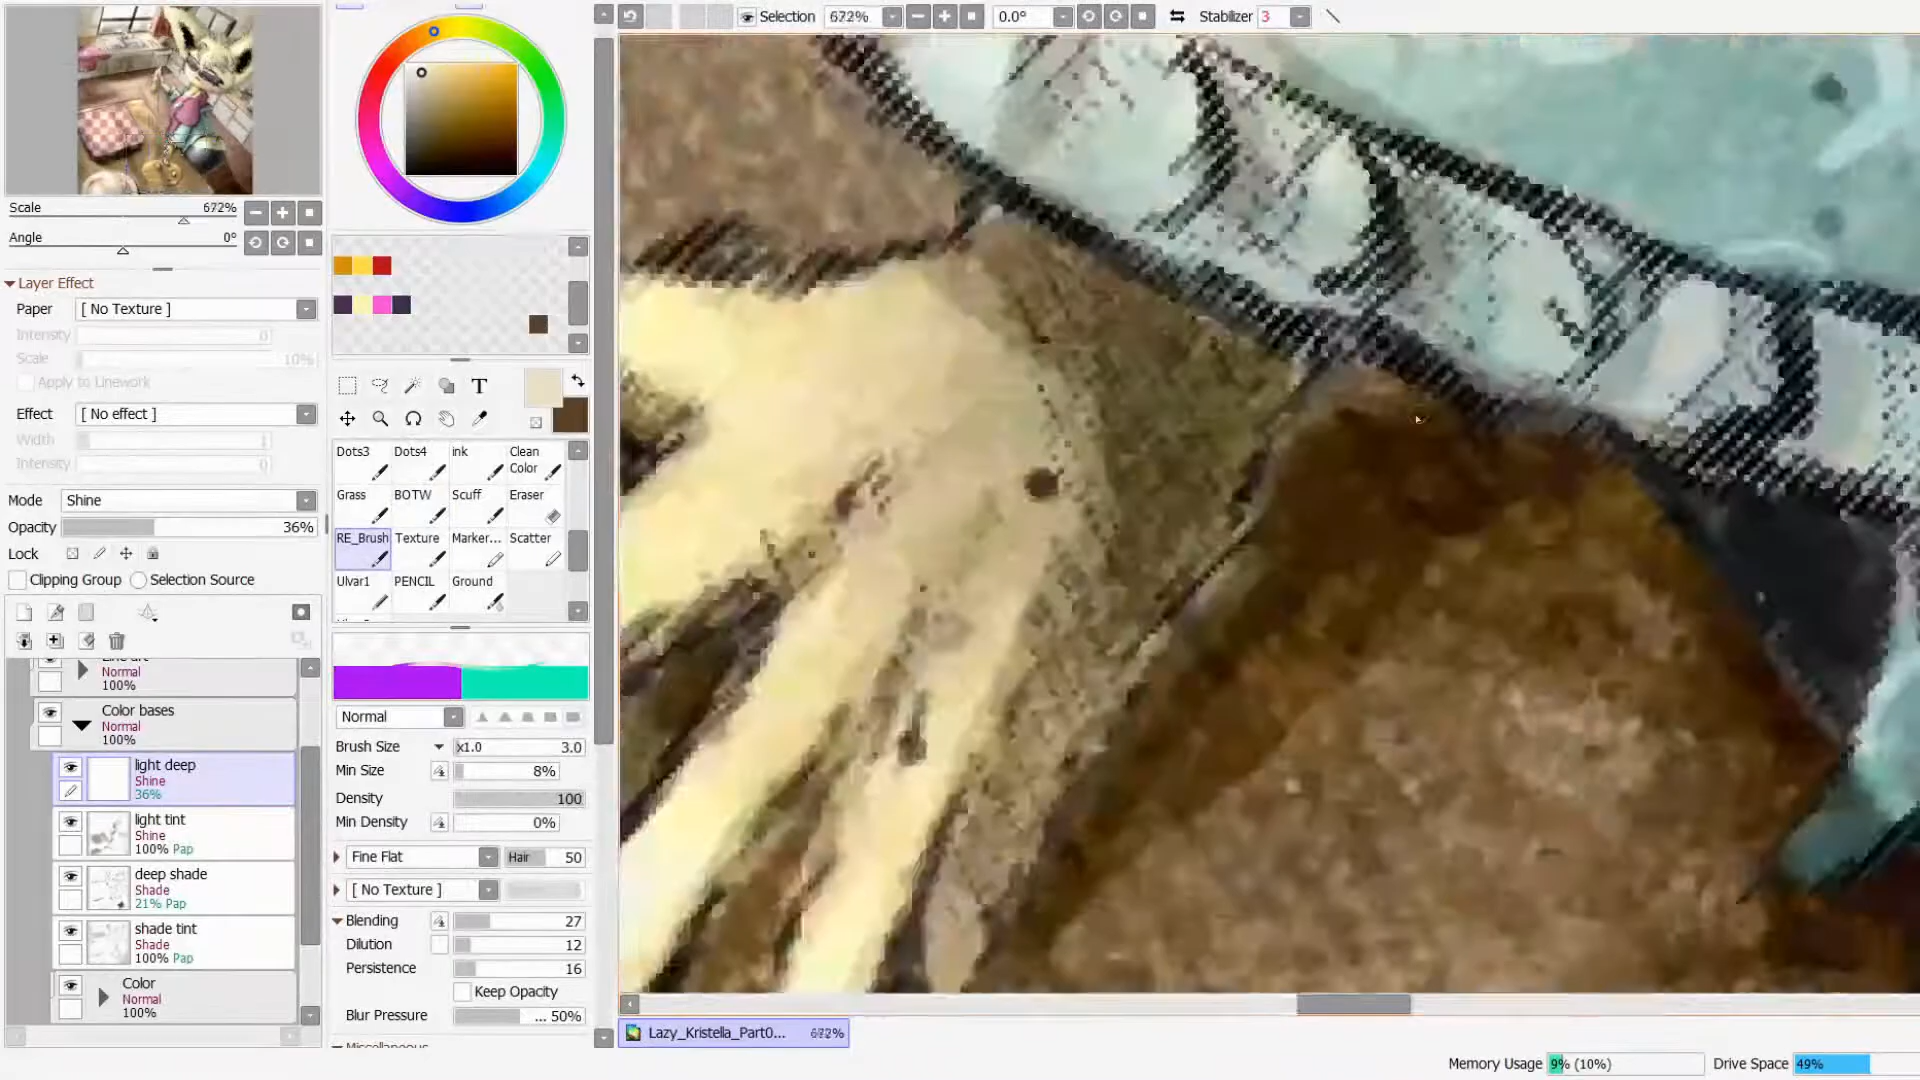 Selection 672% 0.0° Stabilizer 3
Scale 672%
Angle 0°
Layer Effect
Paper [ No Texture ]
Intensity 0
Scale 10%
Apply to Linework
Effect [ No effect ]
Width 1
Intensity 0
Mode Shine
Opacity 36%
Lock
Clipping Group Selection Source
Normal
100%
Color bases
Normal
100%
light deep
Shine
36%
light tint
Shine
100% Pap
deep shade
Shade
21% Pap
shade tint
Shade
100% Pap
Color
Normal
100%
T
Dots3 Dots4 ink Clean Color
Grass BOTW Scuff Eraser
RE_Brush Texture Marker... Scatter
Ulvar1 PENCIL Ground
Normal
Brush Size x1.0 3.0
Min Size 8%
Density 100
Min Density 0%
Fine Flat Hair 50
[ No Texture ]
Blending 27
Dilution 12
Persistence 16
Keep Opacity
Blur Pressure ... 50%
Miscellaneous
Lazy_Kristella_Part0... 672%
Memory Usage 9% (10%) Drive Space 49%